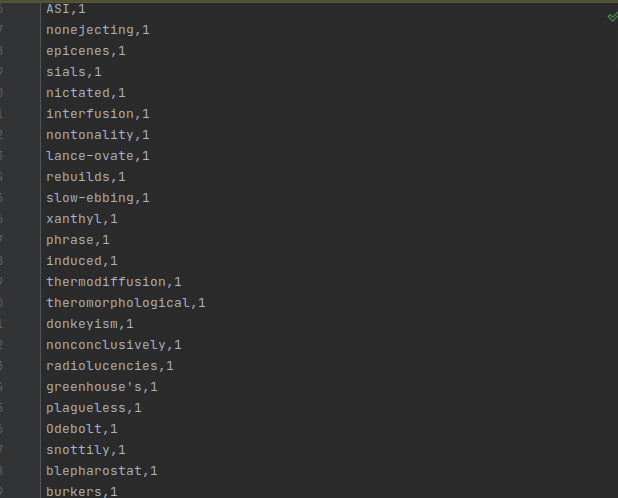 ASI,1
nonejecting,1
epicenes,1
sials,1
nictated,1
interfusion,1
nontonality,1
lance-ovate,1
rebuilds,1
slow-ebbing,1
xanthyl,1
phrase,1
induced,1
thermodiffusion,1
theromorphological,1
donkeyism,1
nonconclusively,1
radiolucencies,1
greenhouse's,1
plagueless,1
Odebolt,1
snottily,1
blepharostat,1
burkers,1